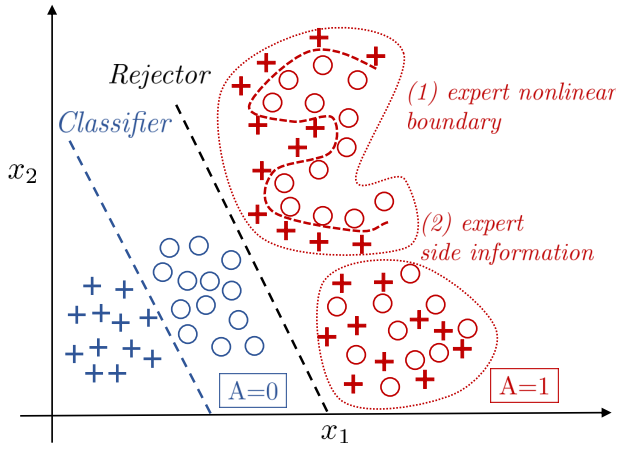 Rejector
Classifier
(1) expert nonlinear
boundary
x₂
(2) expert
side information
A=0
A=1
x₁